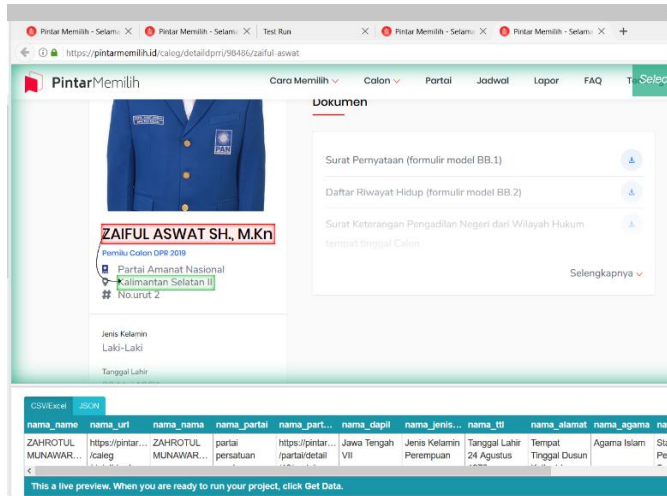 Pintar Memilih - Selama
Pintar Memilih - Selama
Test Run
Pintar Memilih - Selama
Pintar Memilih - Selama
https://pintarmemilih.id/caleg/detaildprri/98486/zaiful-aswat
PintarMemilih
Cara Memilih
Calon
Partai
Jadwal
Lapor
FAQ
Selec
PAN
Dokumen
Surat Pernyataan (formulir model BB.1)
Daftar Riwayat Hidup (formulir model BB.2)
Surat Keterangan Pengadilan Negeri dari Wilayah Hukum
tempat tinggal Calon
Selengkapnya
ZAIFUL ASWAT SH., M.Kn
Pemilu Calon DPR 2019
Partai Amanat Nasional
Kalimantan Selatan II
# No.urut 2
Jenis Kelamin
Laki-Laki
Tanggal Lahir
CSV/Excel JSON
nama_name nama_url nama_nama nama_partai nama_part... nama_dapil nama_jenis... nama_ttl nama_alamat nama_agama na
ZAHROTUL https://pintar... ZAHROTUL partai https://pintar... Jawa Tengah Jenis Kelamin Tanggal Lahir Tempat Agama Islam Sta
MUNAWAR... /caleg MUNAWAR... persatuan /partai/detail VII Perempuan 24 Agustus Tinggal Dusun Pe
This a live preview. When you are ready to run your project, click Get Data.